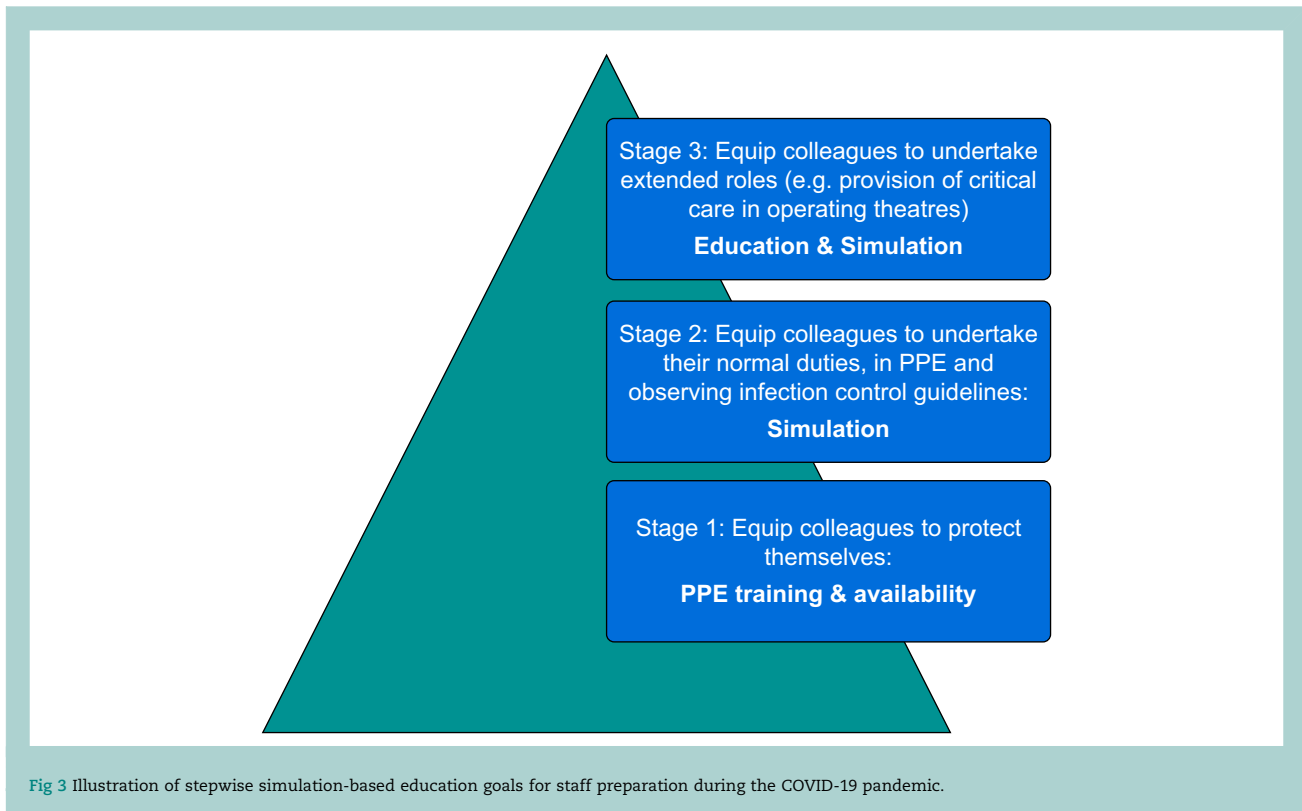 Stage 3: Equip colleagues to undertake
extended roles (e.g. provision of critical
care in operating theatres)
Education & Simulation
Stage 2: Equip colleagues to undertake
their normal duties, in PPE and
observing infection control guidelines:
Simulation
Stage 1: Equip colleagues to protect
themselves:
PPE training & availability
Fig 3 Illustration of stepwise simulation-based education goals for staff preparation during the COVID-19 pandemic.